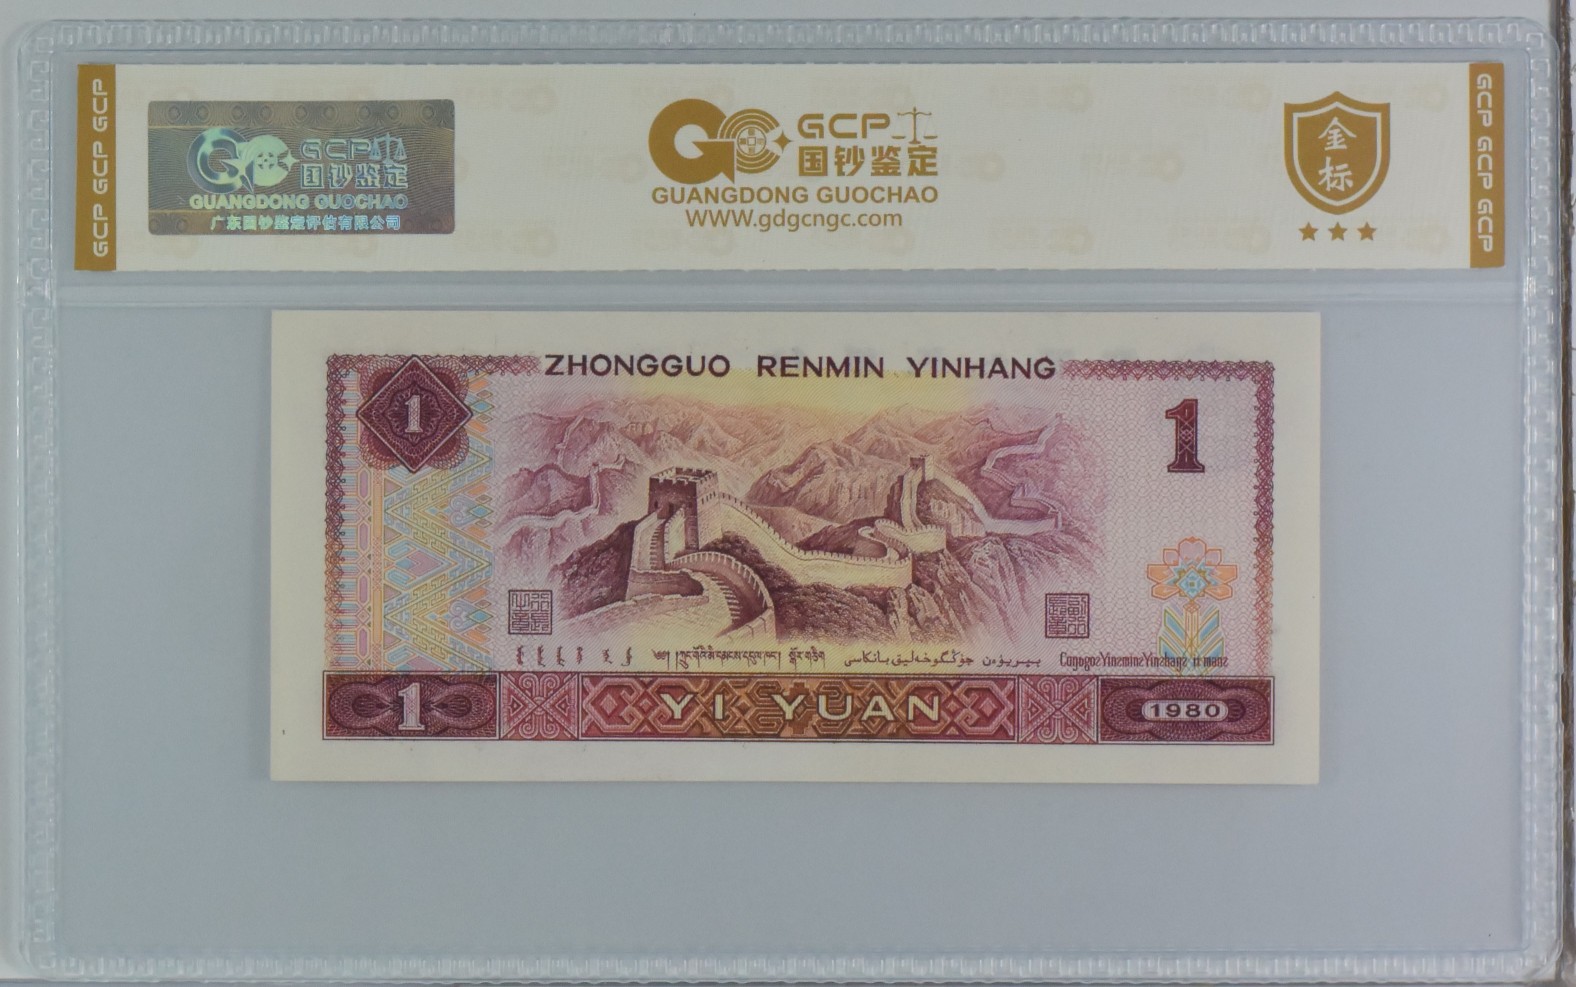 GCP GCP GCP
GCP
国钞鉴定
GUANGDONG GUOCHAO
广东国钞鉴定评估有限公司
GCP
国钞鉴定
GUANGDONG GUOCHAO
WWW.gdgcngc.com
金
标
GCP GCP GCP
ZHONGGUO RENMIN YINHANG
1
1
1
YI YUAN
1980